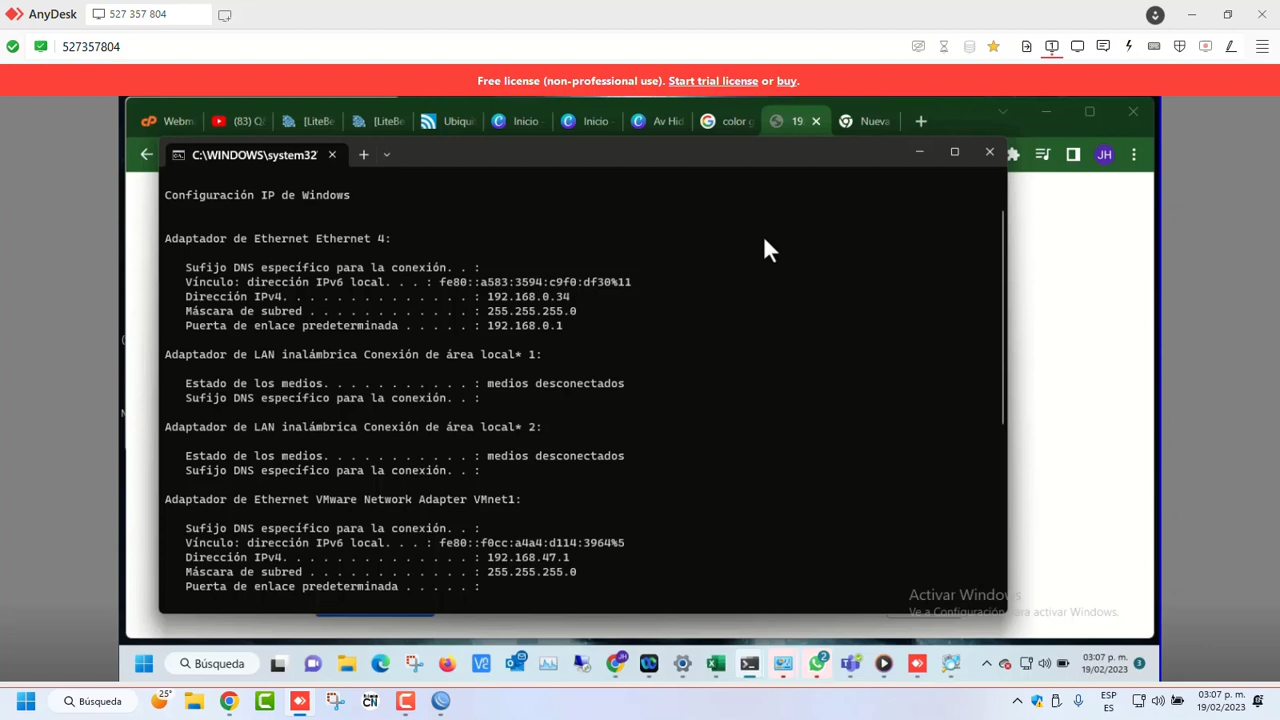 AnyDesk
527 357 804
527357804
Free license (non-professional use). Start trial license or buy.
Webm
(83) Q
[LiteBe
[LiteBe
Ubiqui
Inicio
Inicio
Av Hid
color g
19.
Nueva
C:\WINDOWS\system32\
JH
Configuración IP de Windows
Adaptador de Ethernet Ethernet 4:
Sufijo DNS específico para la conexión. . :
Vínculo: dirección IPv6 local. . . : fe80::a583:3594:c9f0:df30%11
Dirección IPv4. . . . . . . . . . . . . . : 192.168.0.34
Máscara de subred . . . . . . . . . . . . : 255.255.255.0
Puerta de enlace predeterminada . . . . . : 192.168.0.1
Adaptador de LAN inalámbrica Conexión de área local* 1:
Estado de los medios. . . . . . . . . . . : medios desconectados
Sufijo DNS específico para la conexión. . :
Adaptador de LAN inalámbrica Conexión de área local* 2:
Estado de los medios. . . . . . . . . . . : medios desconectados
Sufijo DNS específico para la conexión. . :
Adaptador de Ethernet VMware Network Adapter VMnet1:
Sufijo DNS específico para la conexión. . :
Vínculo: dirección IPv6 local. . . : fe80::f0cc:a4a4:d114:3964%5
Dirección IPv4. . . . . . . . . . . . . . : 192.168.47.1
Máscara de subred . . . . . . . . . . . . : 255.255.255.0
Puerta de enlace predeterminada . . . . . :
Activar Windows
Ve a Configuración para activar Windows.
Búsqueda
03:07 p. m.
19/02/2023
25°
Búsqueda
ESP
ES
03:07 p. m.
19/02/2023